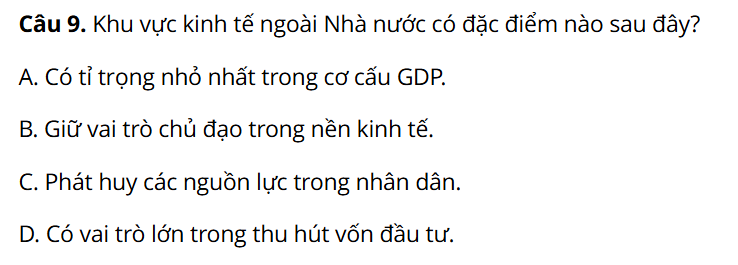 Câu 9. Khu vực kinh tế ngoài Nhà nước có đặc điểm nào sau đây?
A. Có tỉ trọng nhỏ nhất trong cơ cấu GDP.
B. Giữ vai trò chủ đạo trong nền kinh tế.
C. Phát huy các nguồn lực trong nhân dân.
D. Có vai trò lớn trong thu hút vốn đầu tư.